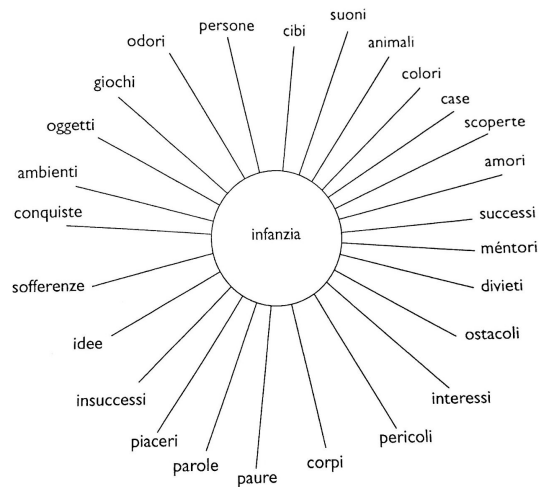 suoni
persone
cibi
odori
animali
giochi
colori
case
oggetti
scoperte
ambienti
amori
conquiste
successi
infanzia
méntori
sofferenze
divieti
idee
ostacoli
insuccessi
interessi
piaceri
pericoli
parole
corpi
paure